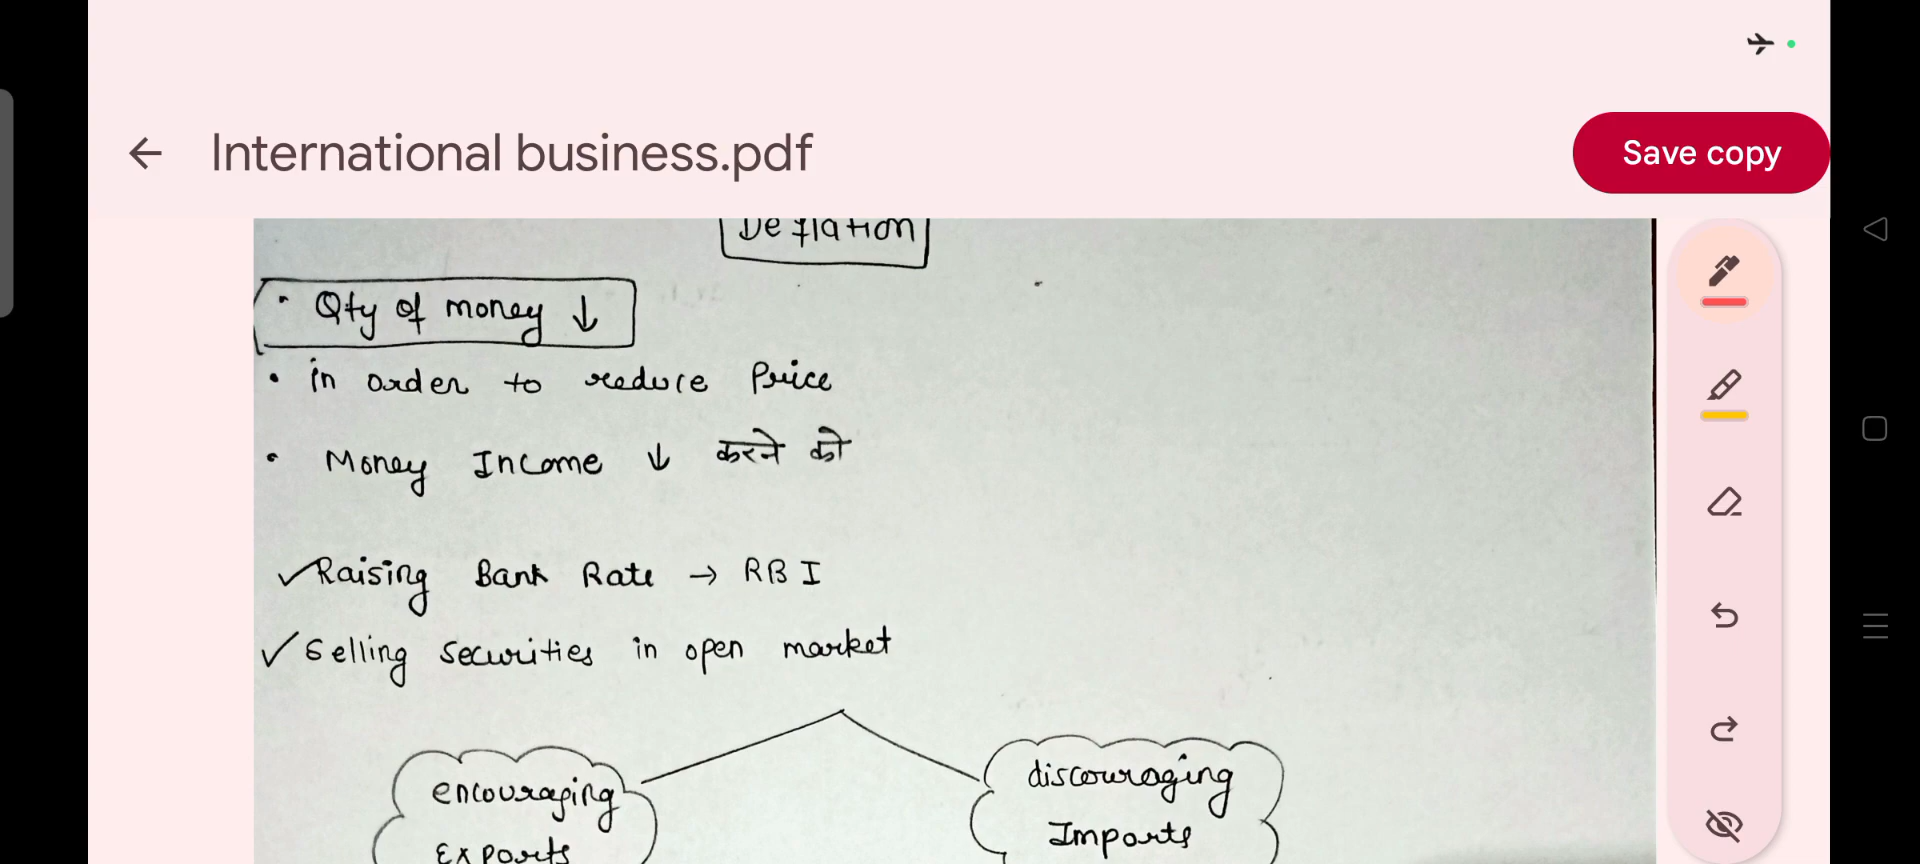 International business.pdf
Save copy
Deflation
• Qty of money ↓
• in order to reduce Price
• Money Income ↓ करने को
✓ Raising Bank Rate → RBI
✓ Selling securities in open market
encouraging
Exports
discouraging
Imports